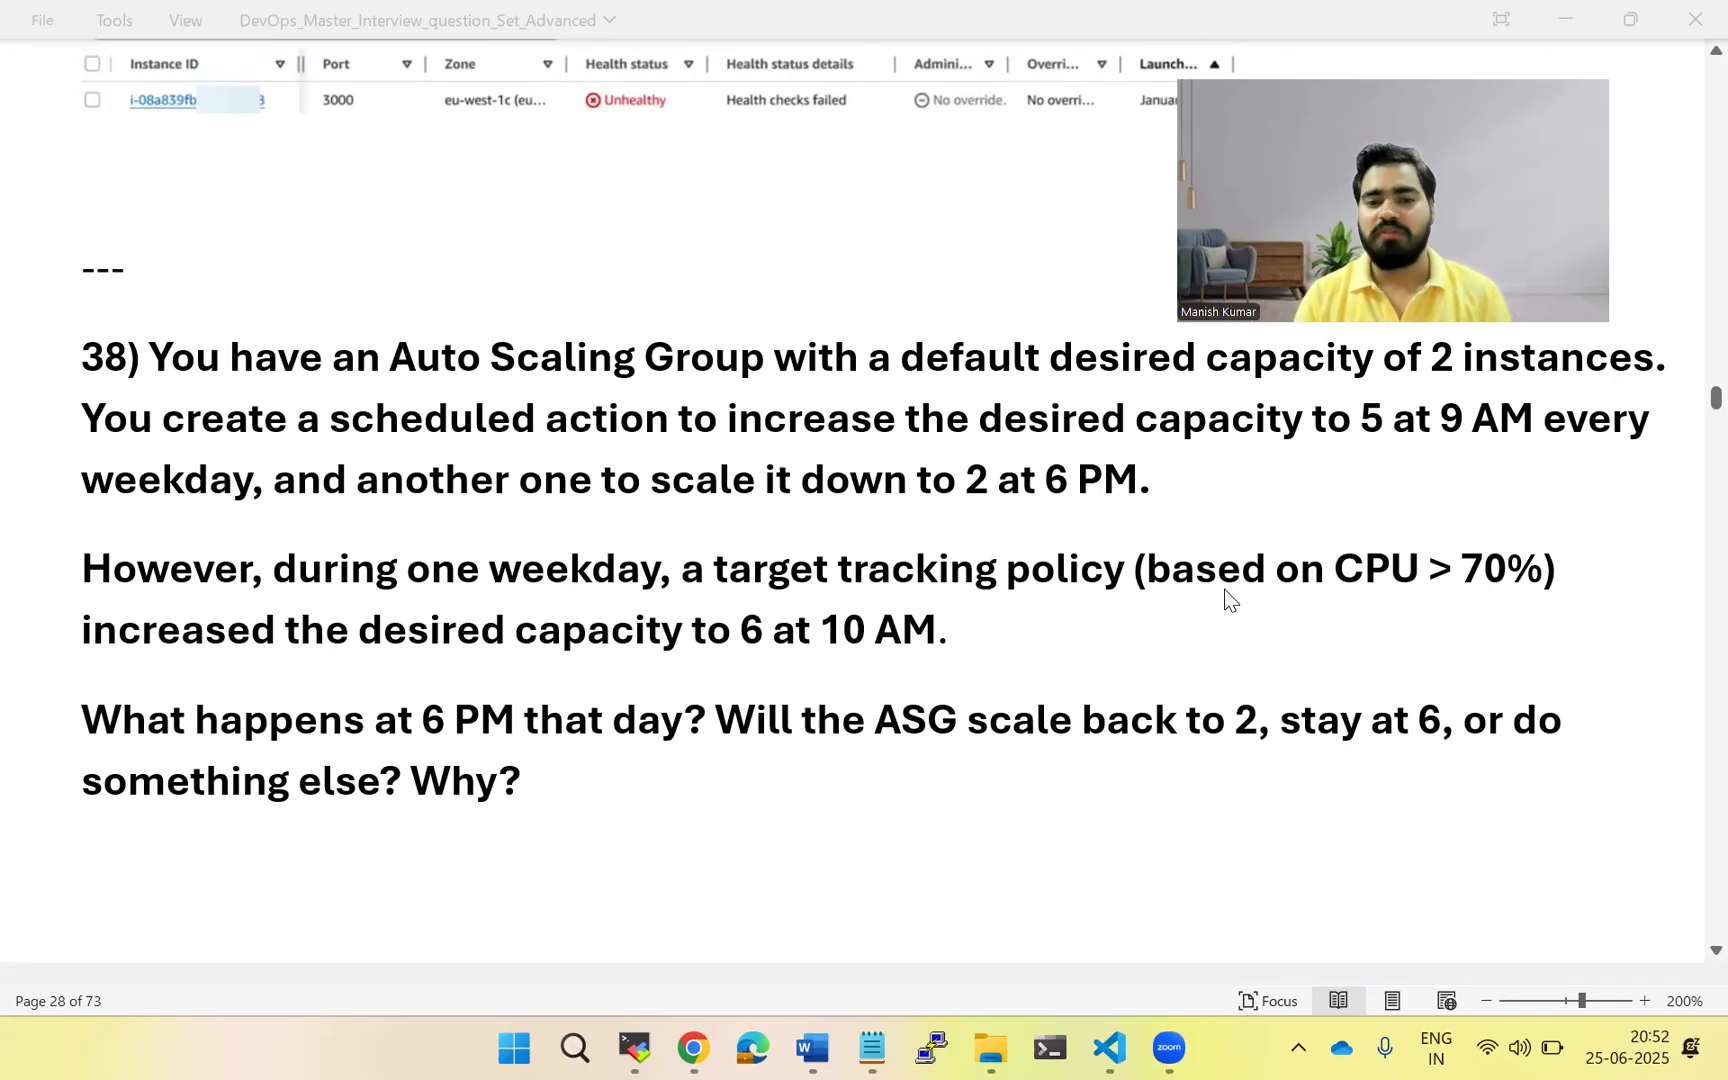 File Tools View DevOps_Master_Interview_question_Set_Advanced
Instance ID Port Zone Health status Health status details Admini... Overri... Launch...
i-08a839fb 3 3000 eu-west-1c (eu... Unhealthy Health checks failed No override. No overri... Janua
Manish Kumar
---
38) You have an Auto Scaling Group with a default desired capacity of 2 instances.
You create a scheduled action to increase the desired capacity to 5 at 9 AM every
weekday, and another one to scale it down to 2 at 6 PM.
However, during one weekday, a target tracking policy (based on CPU > 70%)
increased the desired capacity to 6 at 10 AM.
What happens at 6 PM that day? Will the ASG scale back to 2, stay at 6, or do
something else? Why?
Page 28 of 73 Focus 200%
zoom
ENG
IN
20:52
25-06-2025